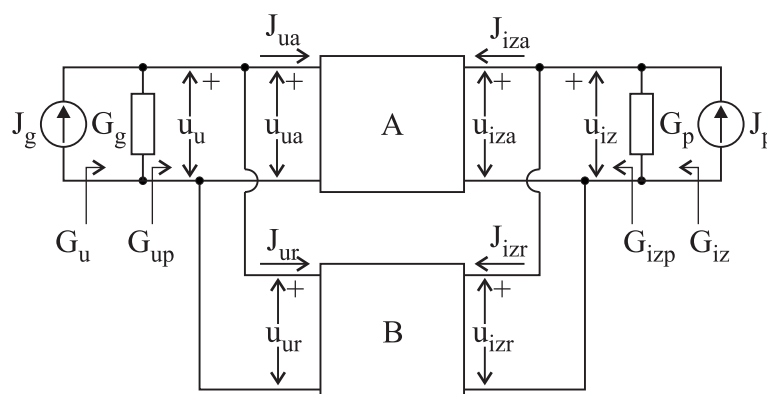 J_ua
J_iza
+ + + +
J_g G_g u_u u_ua A u_iza u_iz G_p J_p
G_u G_up J_ur J_izr G_izp G_iz
+ +
u_ur B u_izr